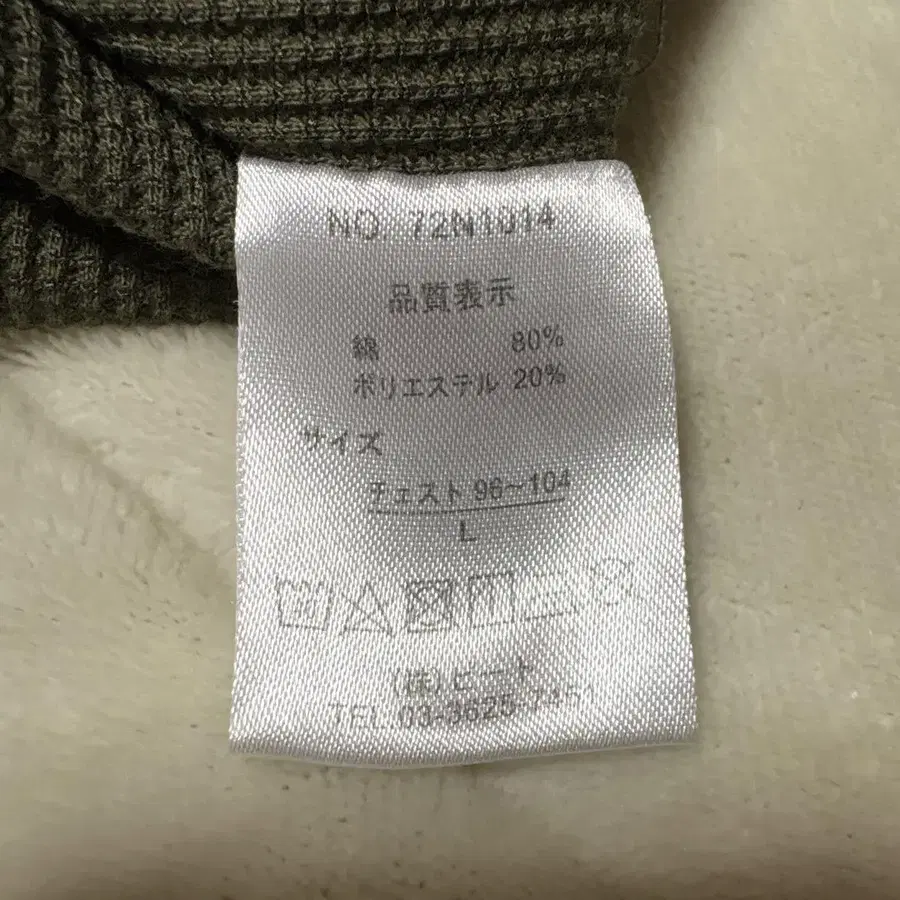 NO. 72N1014
品質表示
綿 80%
ポリエステル 20%
サイズ
チェスト 96~104
L
(株)ビート
TEL.03-3625-7451